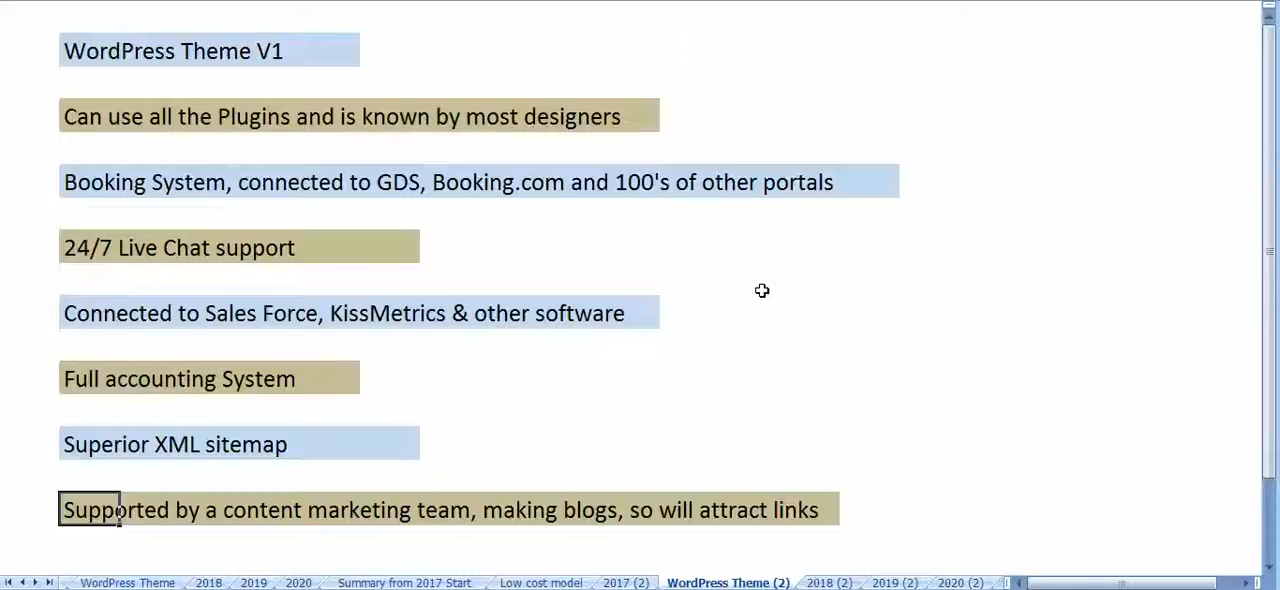 WordPress Theme V1
Can use all the Plugins and is known by most designers
Booking System, connected to GDS, Booking.com and 100's of other portals
24/7 Live Chat support
Connected to Sales Force, KissMetrics & other software
Full accounting System
Superior XML sitemap
Supported by a content marketing team, making blogs, so will attract links
WordPress Theme 2018 2019 2020 Summary from 2017 Start Low cost model 2017 (2) WordPress Theme (2) 2018 (2) 2019 (2) 2020 (2)